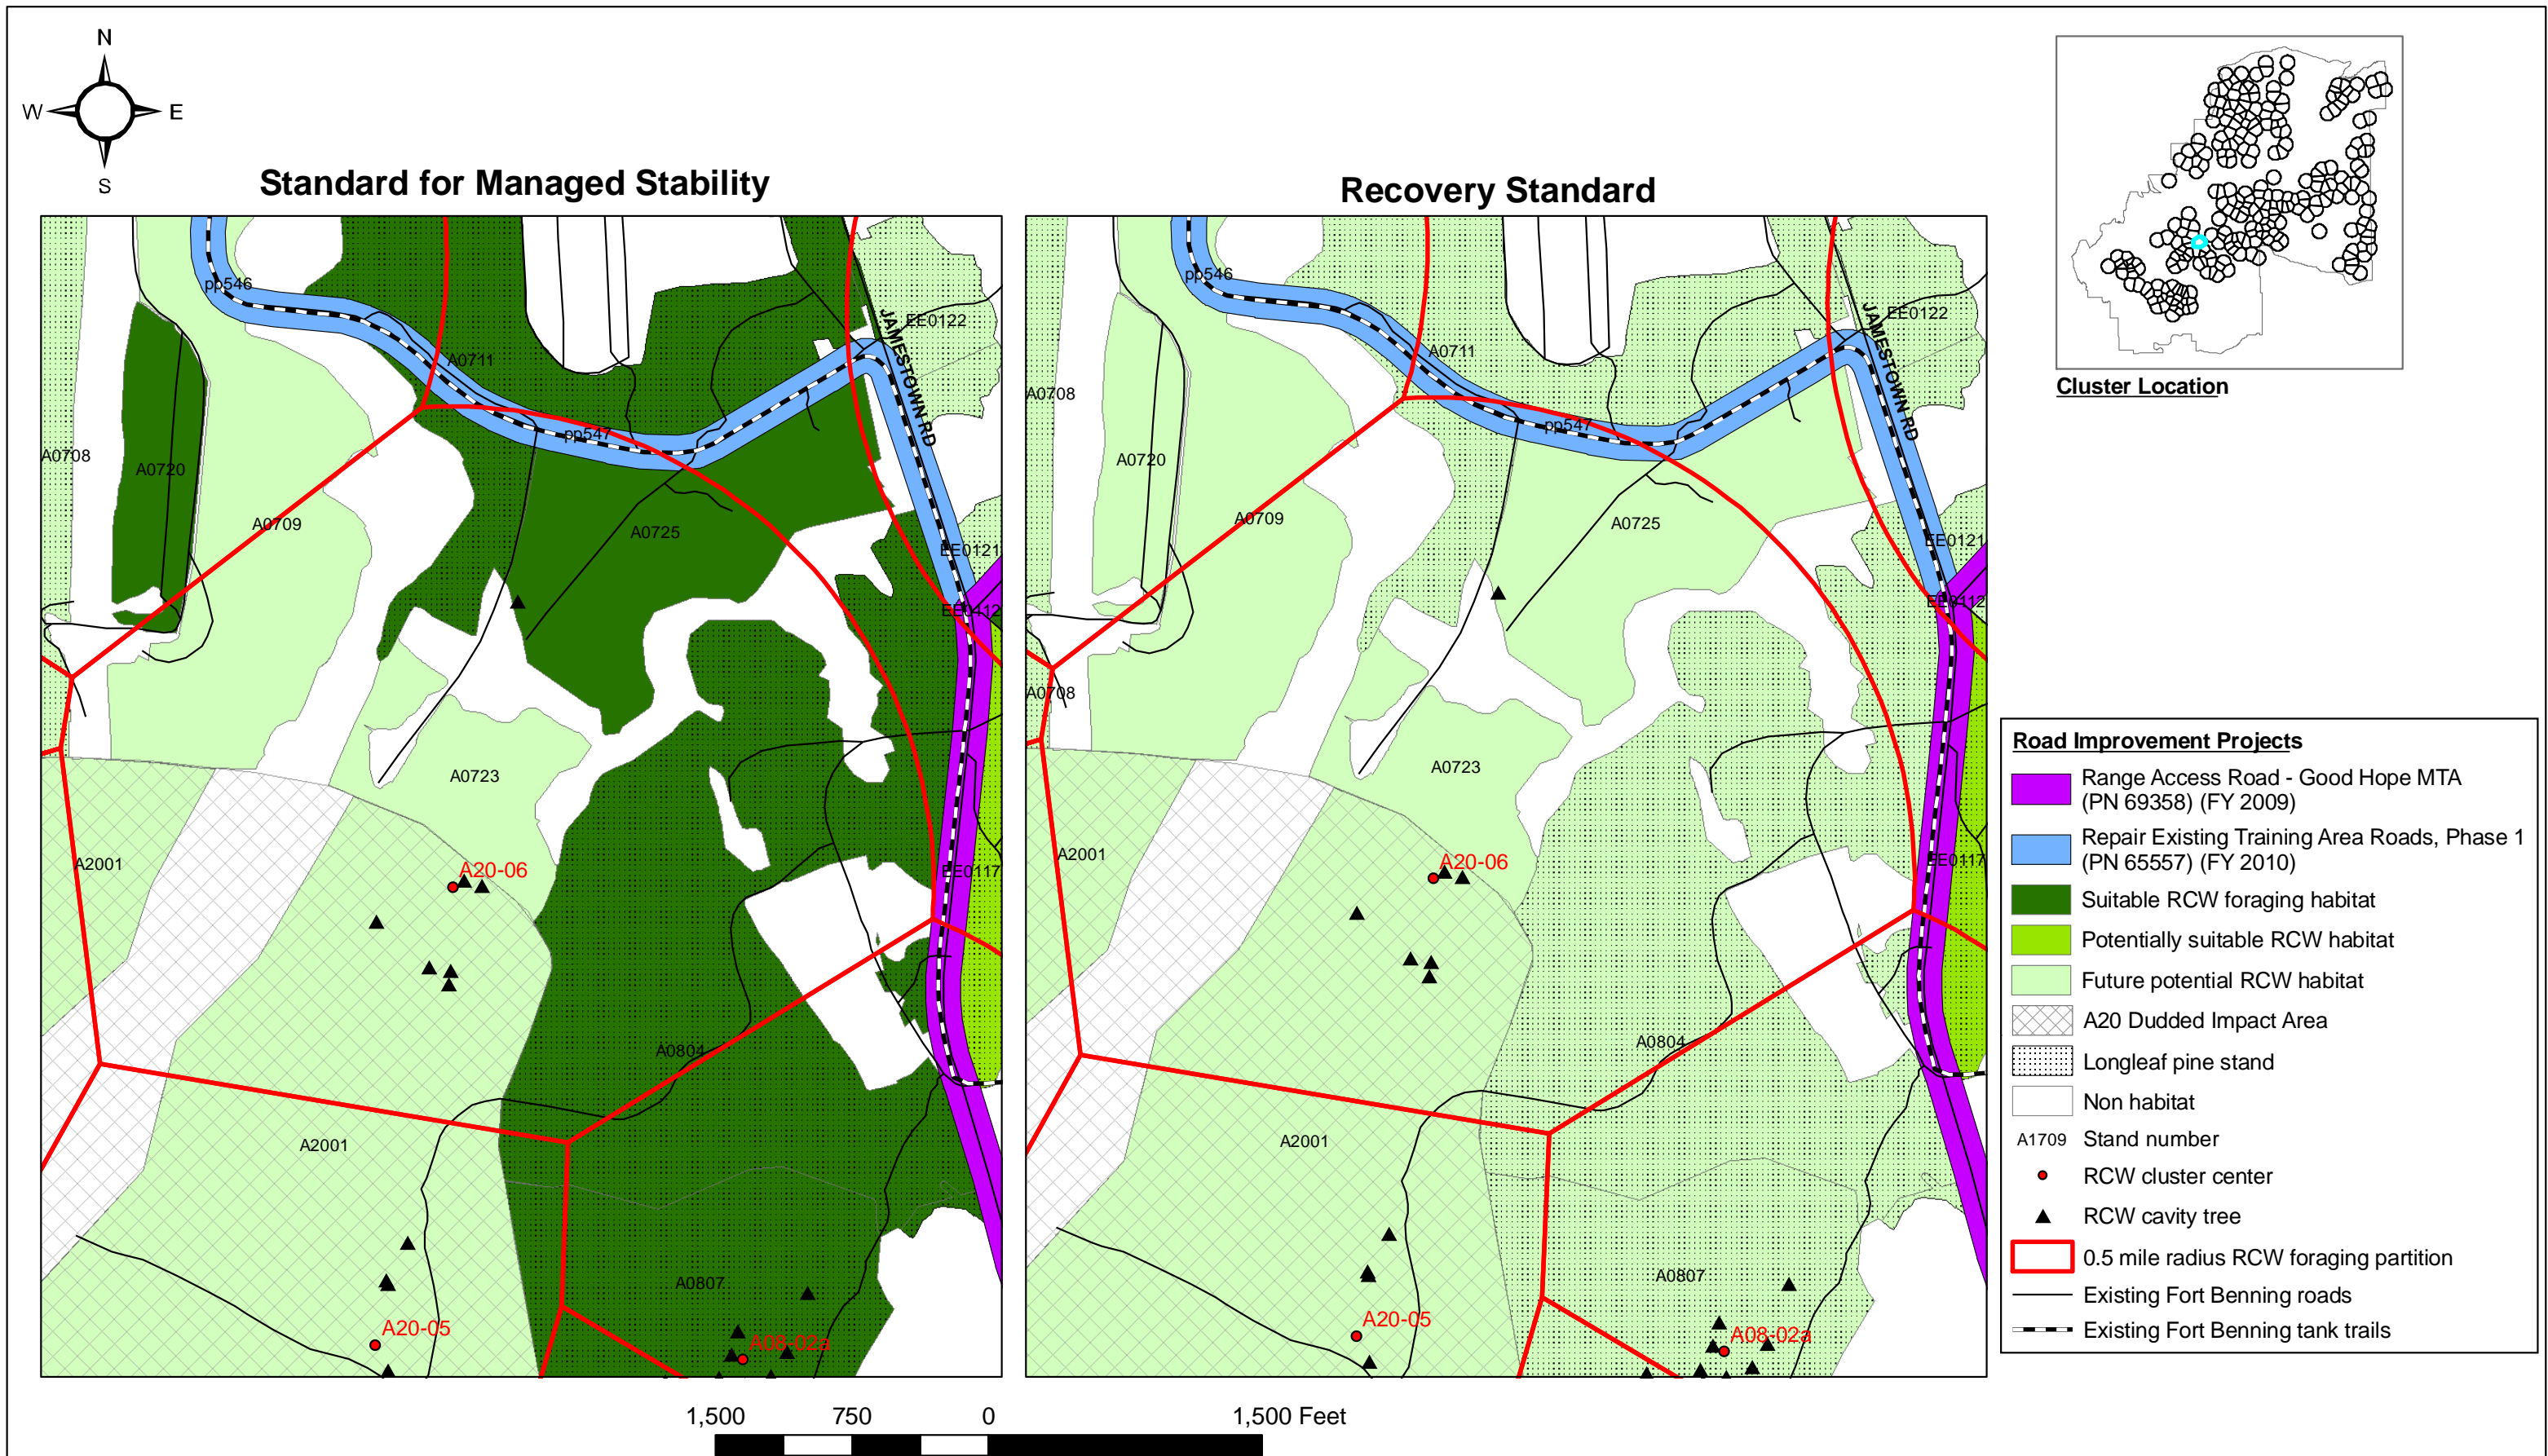 N
W E
S
Standard for Managed Stability
Recovery Standard
Cluster Location
pp546
A0711
EE0122
JAMESTOWN RD
pp547
A0708
A0720
A0709
A0725
EE0121
EE0112
A0723
A2001
A20-06
EE0117
A0804
A2001
A0807
A20-05
A08-02a
pp546
A0711
EE0122
JAMESTOWN RD
A0708
pp547
A0720
A0709
A0725
EE0121
EE0112
A0708
A0723
A2001
A20-06
EE0117
A0804
A2001
A0807
A20-05
A08-02a
Road Improvement Projects
Range Access Road - Good Hope MTA
(PN 69358) (FY 2009)
Repair Existing Training Area Roads, Phase 1
(PN 65557) (FY 2010)
Suitable RCW foraging habitat
Potentially suitable RCW habitat
Future potential RCW habitat
A20 Dudded Impact Area
Longleaf pine stand
Non habitat
A1709 Stand number
RCW cluster center
RCW cavity tree
0.5 mile radius RCW foraging partition
Existing Fort Benning roads
Existing Fort Benning tank trails
1,500 750 0 1,500 Feet